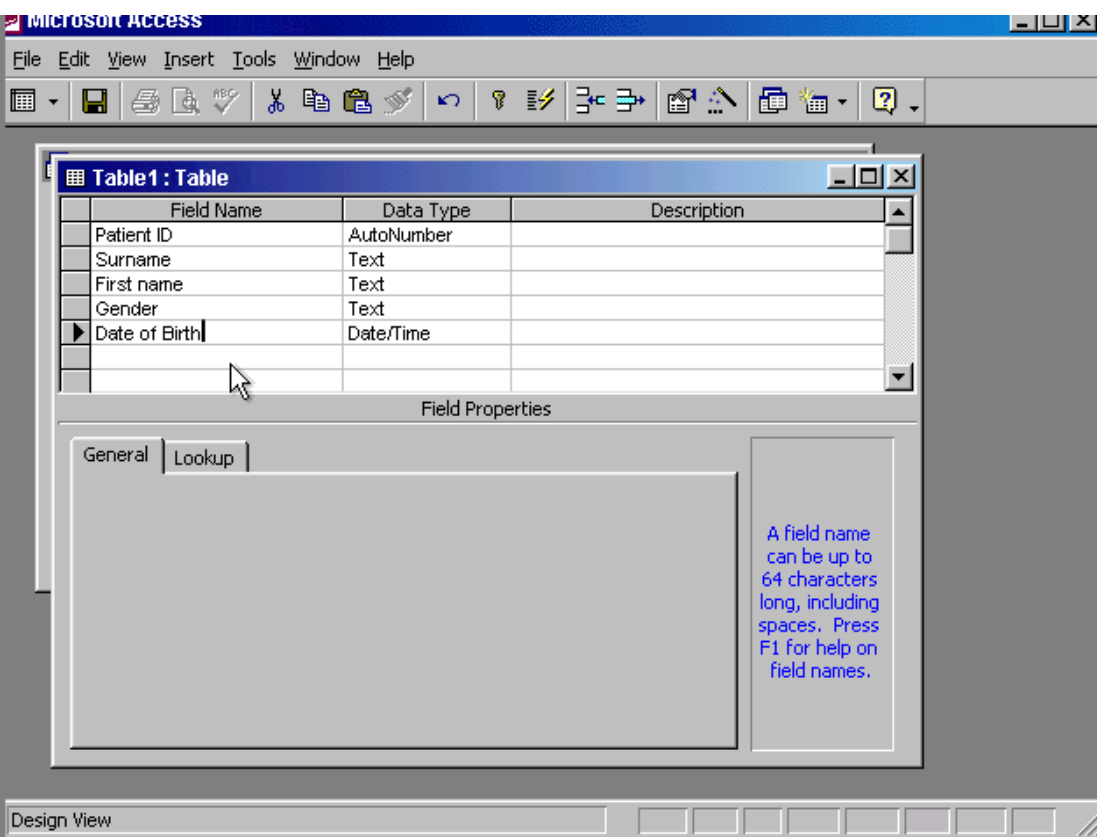 Microsoft Access
File Edit View Insert Tools Window Help
ABC
Table1 : Table
Field Name Data Type Description
Patient ID AutoNumber
Surname Text
First name Text
Gender Text
Date of Birth Date/Time
Field Properties
General Lookup
A field name
can be up to
64 characters
long, including
spaces. Press
F1 for help on
field names.
Design View